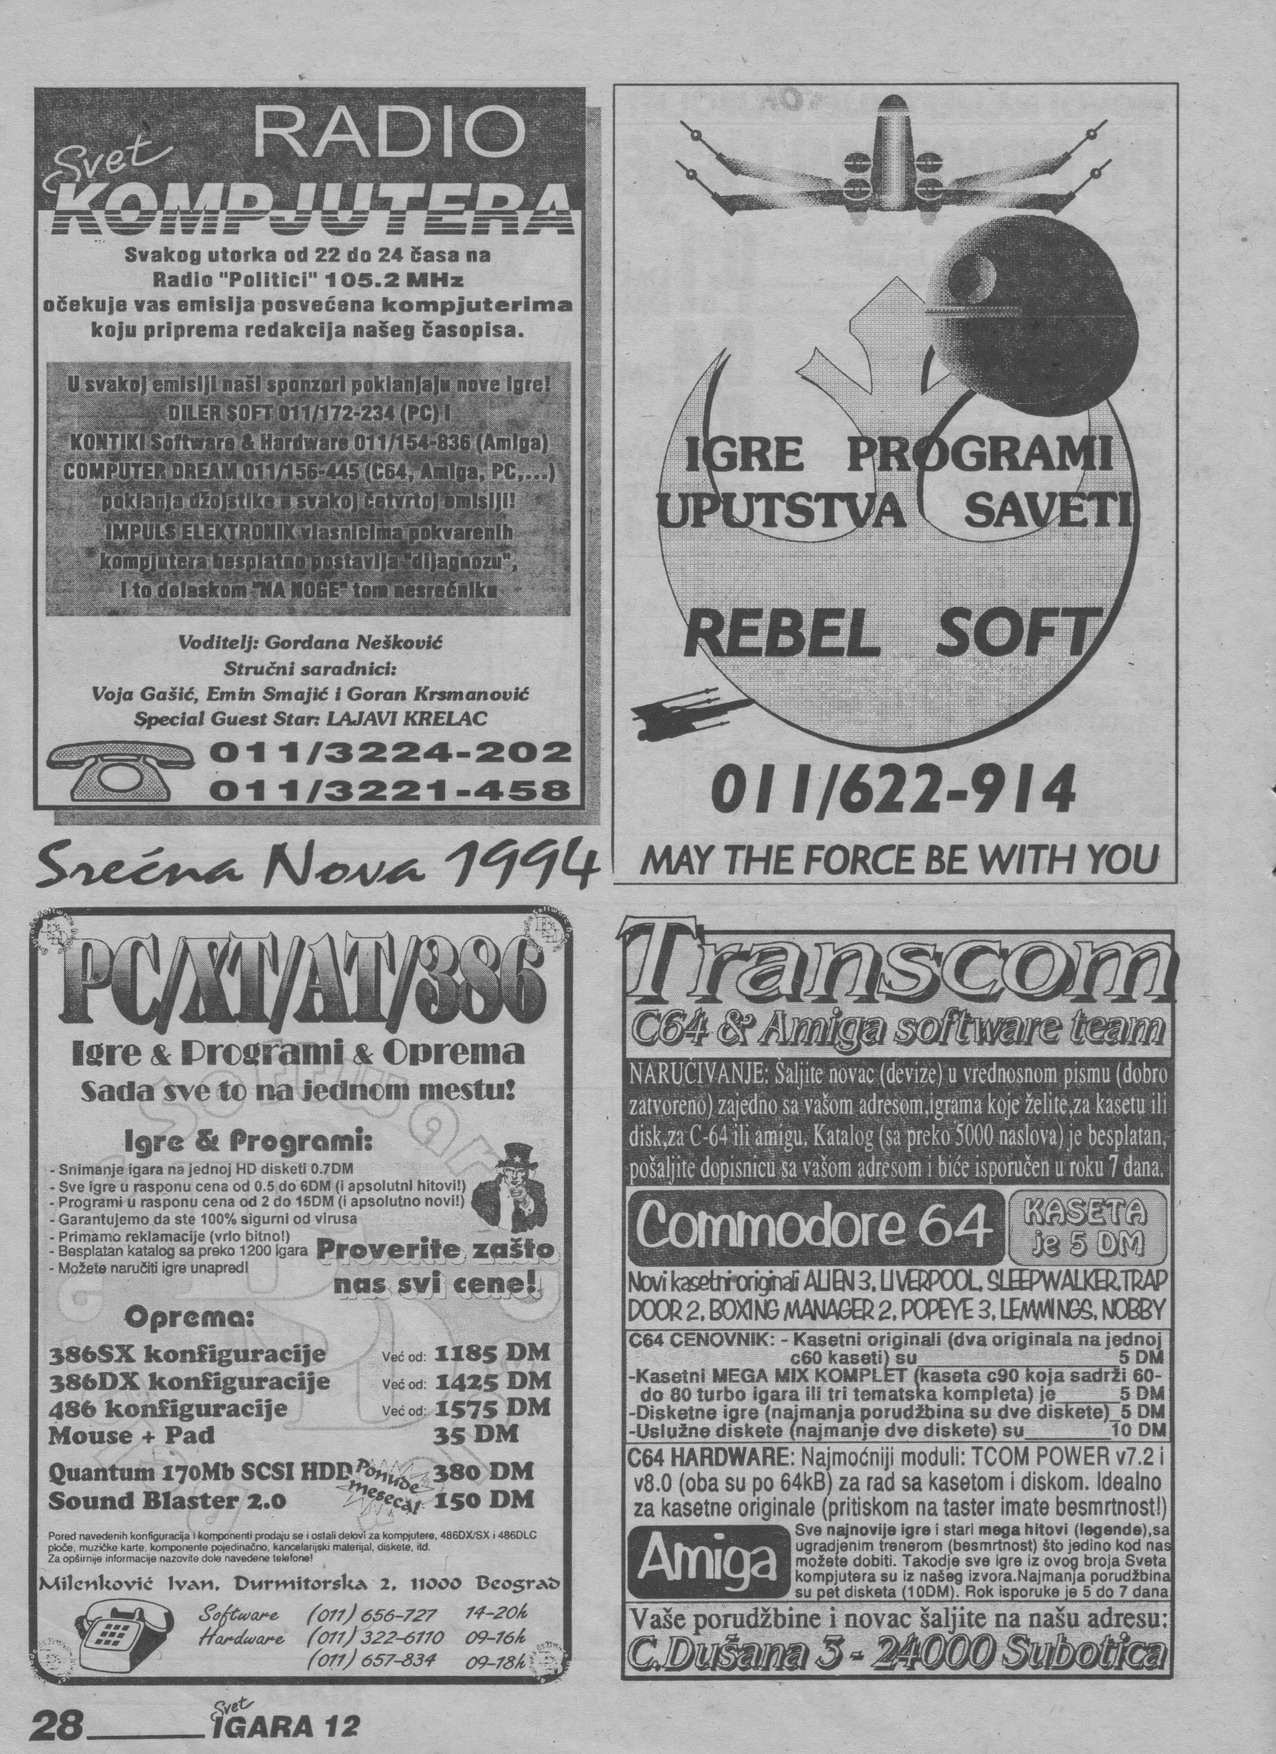 RADIO
Svet
KOMPJUTERA
Svakog utorka od 22 do 24 časa na
Radio "Politici" 105.2 MHz
očekuje vas emisija posvećena kompjuterima
koju priprema redakcija našeg časopisa.
U svakoj emisiji naši sponzori poklanjaju nove igre!
DILER SOFT 011/172-234 (PC) i
KONTIKI Software & Hardware 011/154-836 (Amiga)
COMPUTER DREAM 011/156-445 (C64, Amiga, PC,...)
poklanja džojstike u svakoj četvrtoj emisiji!
IMPULS ELEKTRONIK vlasnicima pokvarenih
kompjutera besplatno postavlja "dijagnozu",
i to dolaskom "NA NOGE" tom nesrećniku
Voditelj: Gordana Nešković
Stručni saradnici:
Voja Gašić, Emin Smajić i Goran Krsmanović
Special Guest Star: LAJAVI KRELAC
011/3224-202
011/3221-458
Srećna Nova 1994
IGRE PROGRAMI
UPUTSTVA SAVETI
REBEL SOFT
011/622-914
MAY THE FORCE BE WITH YOU
PC/XT/AT/386
Igre & Programi & Oprema
Sada sve to na jednom mestu!
Igre & Programi:
- Snimanje igara na jednoj HD disketi 0.7DM
- Sve igre u rasponu cena od 0.5 do 6DM (i apsolutni hitovi!)
- Programi u rasponu cena od 2 do 15DM (i apsolutno novi!)
- Garantujemo da ste 100% sigurni od virusa
- Primamo reklamacije (vrlo bitno!)
- Besplatan katalog sa preko 1200 igara
- Možete naručiti igre unapred!
Proverite zašto
nas svi cene!
Oprema:
386SX konfiguracije Već od: 1185 DM
386DX konfiguracije Već od: 1425 DM
486 konfiguracije Već od: 1575 DM
Mouse + Pad 35 DM
Quantum 170Mb SCSI HDD 380 DM
Ponude
meseca!
Sound Blaster 2.0 150 DM
Pored navedenih konfiguracija i komponenti prodaju se i ostali delovi za kompjutere, 486DX/SX i 486DLC
ploče, muzičke karte, komponente pojedinačno, kancelarijski materijal, diskete, itd.
Za opširnije informacije nazovite dole navedene telefone!
Milenković Ivan, Durmitorska 2, 11000 Beograd
Software (011) 656-727 14-20h
Hardware (011) 322-6110 09-16h
(011) 657-834 09-18h
Transcom
C64 & Amiga software team
NARUČIVANJE: Šaljite novac (devize) u vrednosnom pismu (dobro
zatvoreno) zajedno sa vašom adresom,igrama koje želite,za kasetu ili
disk,za C-64 ili amigu. Katalog (sa preko 5000 naslova) je besplatan,
pošaljite dopisnicu sa vašom adresom i biće isporučen u roku 7 dana.
Commodore 64
KASETA
je 5 DM
Novi kasetni originali ALIEN 3, LIVERPOOL, SLEEPWALKER,TRAP
DOOR 2, BOXING MANAGER 2, POPEYE 3, LEMMINGS, NOBBY
C64 CENOVNIK: - Kasetni originali (dva originala na jednoj
c60 kaseti) su 5 DM
-Kasetni MEGA MIX KOMPLET (kaseta c90 koja sadrži 60-
do 80 turbo igara ili tri tematska kompleta) je 5 DM
-Disketne igre (najmanja porudžbina su dve diskete) 5 DM
-Uslužne diskete (najmanje dve diskete) su 10 DM
C64 HARDWARE: Najmoćniji moduli: TCOM POWER v7.2 i
v8.0 (oba su po 64kB) za rad sa kasetom i diskom. Idealno
za kasetne originale (pritiskom na taster imate besmrtnost!)
Amiga
Sve najnovije igre i stari mega hitovi (legende),sa
ugradjenim trenerom (besmrtnost) što jedino kod nas
možete dobiti. Takodje sve igre iz ovog broja Sveta
kompjutera su iz našeg izvora.Najmanja porudžbina
su pet disketa (10DM). Rok isporuke je 5 do 7 dana
Vaše porudžbine i novac šaljite na našu adresu:
C.Dušana 3 - 24000 Subotica
28 Svet
IGARA 12